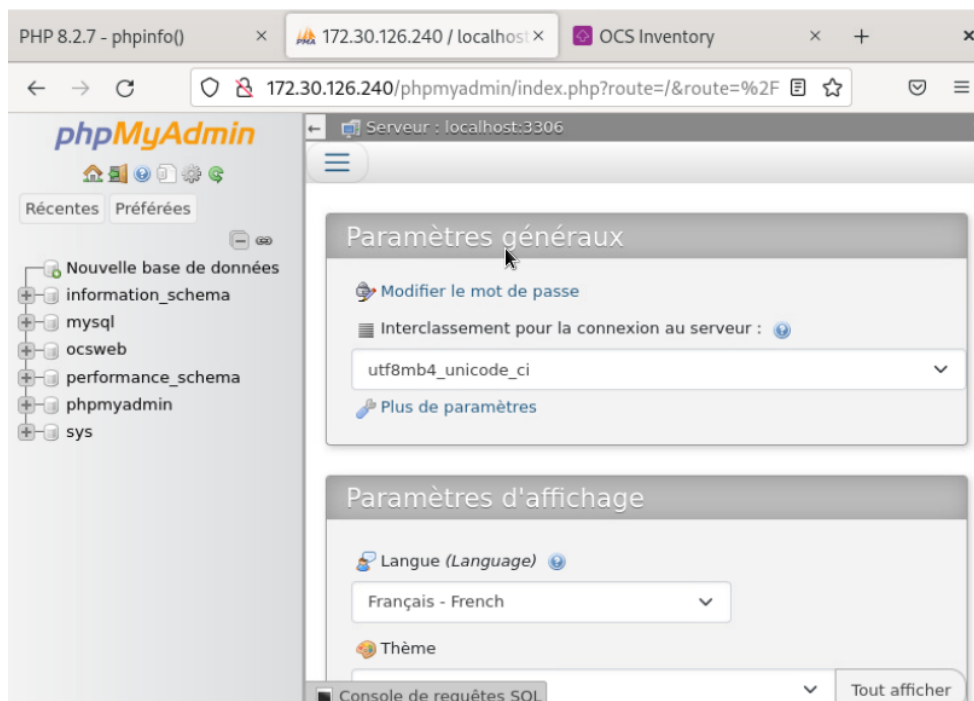 PHP 8.2.7 - phpinfo()
172.30.126.240 / localhost
OCS Inventory
172.30.126.240/phpmyadmin/index.php?route=/&route=%2F
phpMyAdmin
Récentes
Préférées
Nouvelle base de données
information_schema
mysql
ocsweb
performance_schema
phpmyadmin
sys
Serveur : localhost:3306
Paramètres généraux
Modifier le mot de passe
Interclassement pour la connexion au serveur :
utf8mb4_unicode_ci
Plus de paramètres
Paramètres d'affichage
Langue (Language)
Français - French
Thème
Tout afficher
Console de requêtes SQL